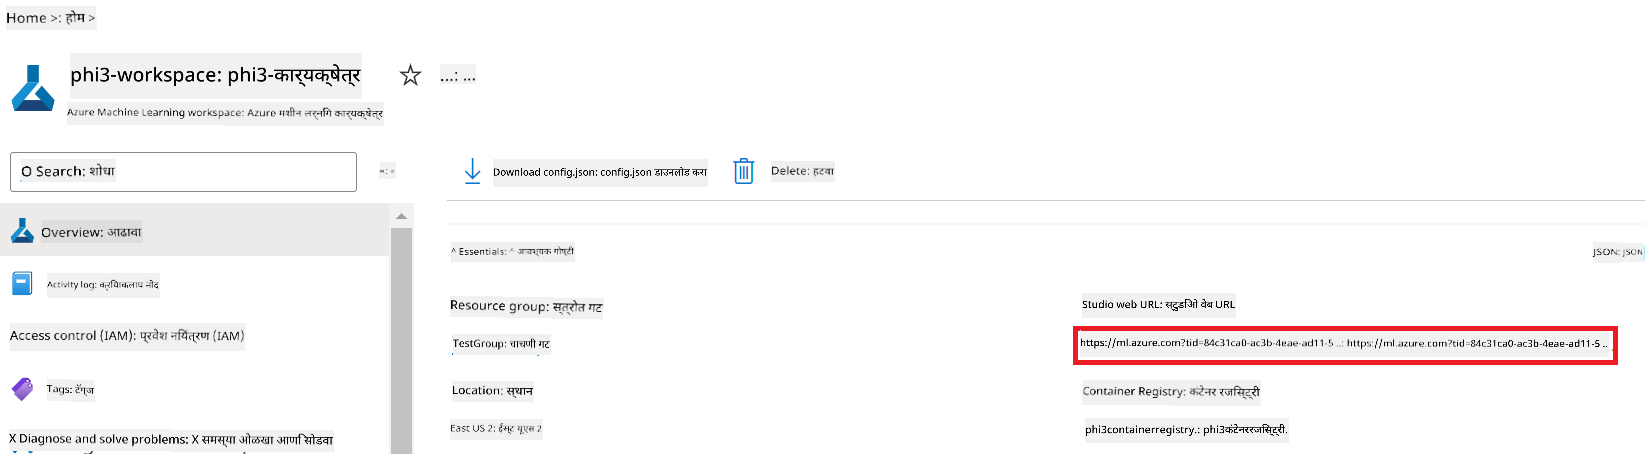 Home >: होम >
phi3-workspace: phi3-कार्यक्षेत्र
...: ...
Azure Machine Learning workspace: Azure मशीन लर्निंग कार्यक्षेत्र
O Search: शोधा
Download config.json: config.json डाउनलोड करा
Delete: हटवा
Overview: आढावा
^ Essentials: ^ आवश्यक गोष्टी
JSON: JSON
Activity log: क्रियाकलाप नोंद
Resource group: स्त्रोत गट
Studio web URL: स्टुडिओ वेब URL
Access control (IAM): प्रवेश नियंत्रण (IAM)
TestGroup: चाचणी गट
https://ml.azure.com?tid=84c31ca0-ac3b-4eae-ad11-5 ..: https://ml.azure.com?tid=84c31ca0-ac3b-4eae-ad11-5 ..
Tags: टॅग्ज
Location: स्थान
Container Registry: कंटेनर रजिस्ट्री
East US 2: ईस्ट यूएस 2
phi3containerregistry.: phi3कंटेनररजिस्ट्री.
X Diagnose and solve problems: X समस्या ओळखा आणि सोडवा